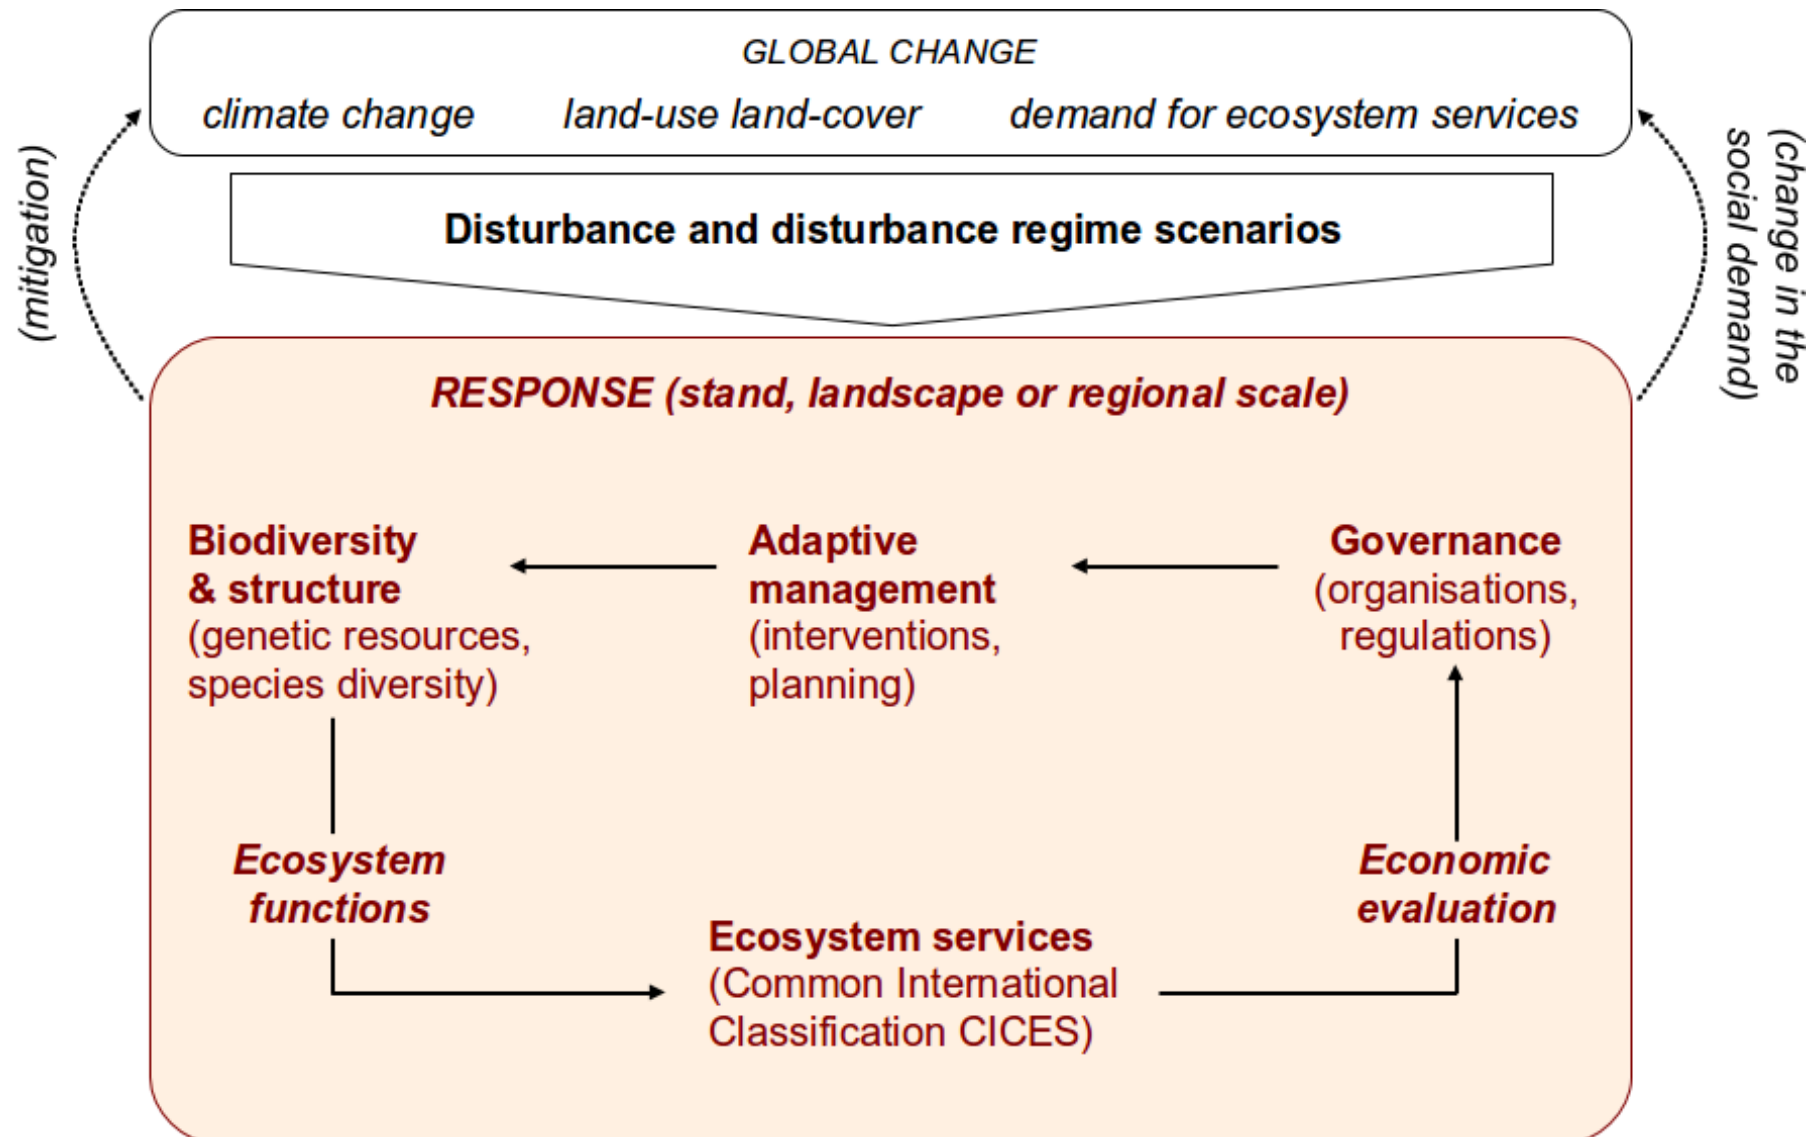 GLOBAL CHANGE
climate change land-use land-cover demand for ecosystem services
(mitigation)
(change in the
social demand)
Disturbance and disturbance regime scenarios
RESPONSE (stand, landscape or regional scale)
Biodiversity
& structure
(genetic resources,
species diversity)
Adaptive
management
(interventions,
planning)
Governance
(organisations,
regulations)
Ecosystem
functions
Ecosystem services
(Common International
Classification CICES)
Economic
evaluation